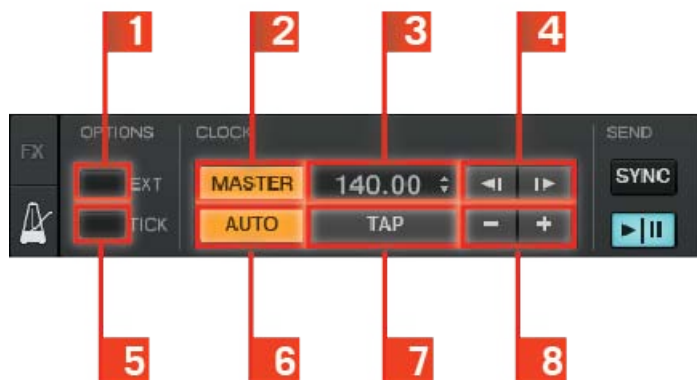 1 2 3 4
OPTIONS CLOCK SEND
FX
EXT MASTER 140.00 SYNC
TICK AUTO TAP - +
5 6 7 8